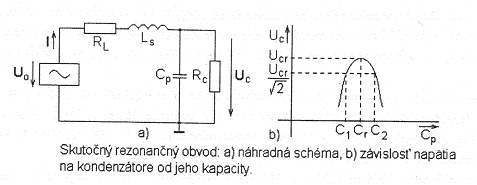 I
R_L
L_s
U_o
C_p
R_c
U_c
a)
U_c
U_cr
U_cr
√2
b)
C_1 C_r C_2
C_p
Skutočný rezonančný obvod: a) náhradná schéma, b) závislosť napätia
na kondenzátore od jeho kapacity.